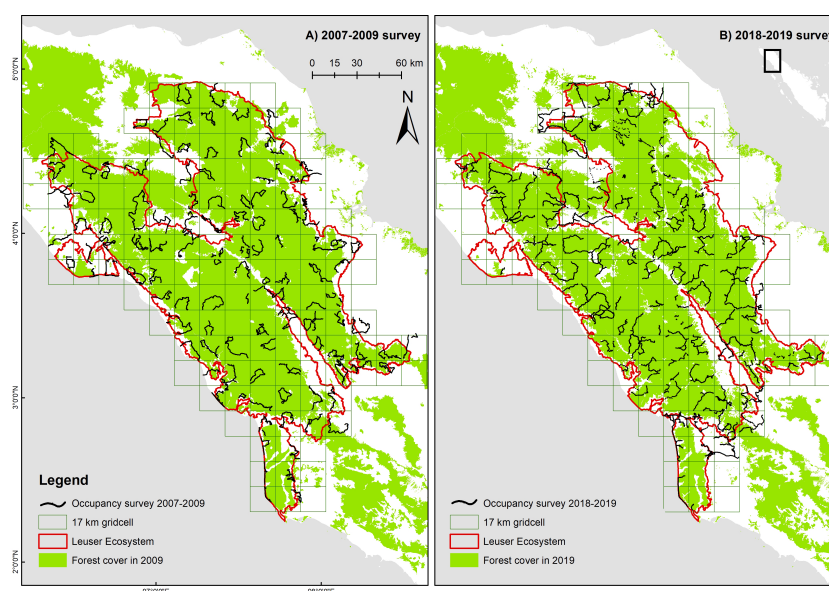 A) 2007-2009 survey
0 15 30 60 km
N
5°0'0"N
4°0'0"N
3°0'0"N
2°0'0"N
Legend
Occupancy survey 2007-2009
17 km gridcell
Leuser Ecosystem
Forest cover in 2009
B) 2018-2019 survey
Occupancy survey 2018-2019
17 km gridcell
Leuser Ecosystem
Forest cover in 2019